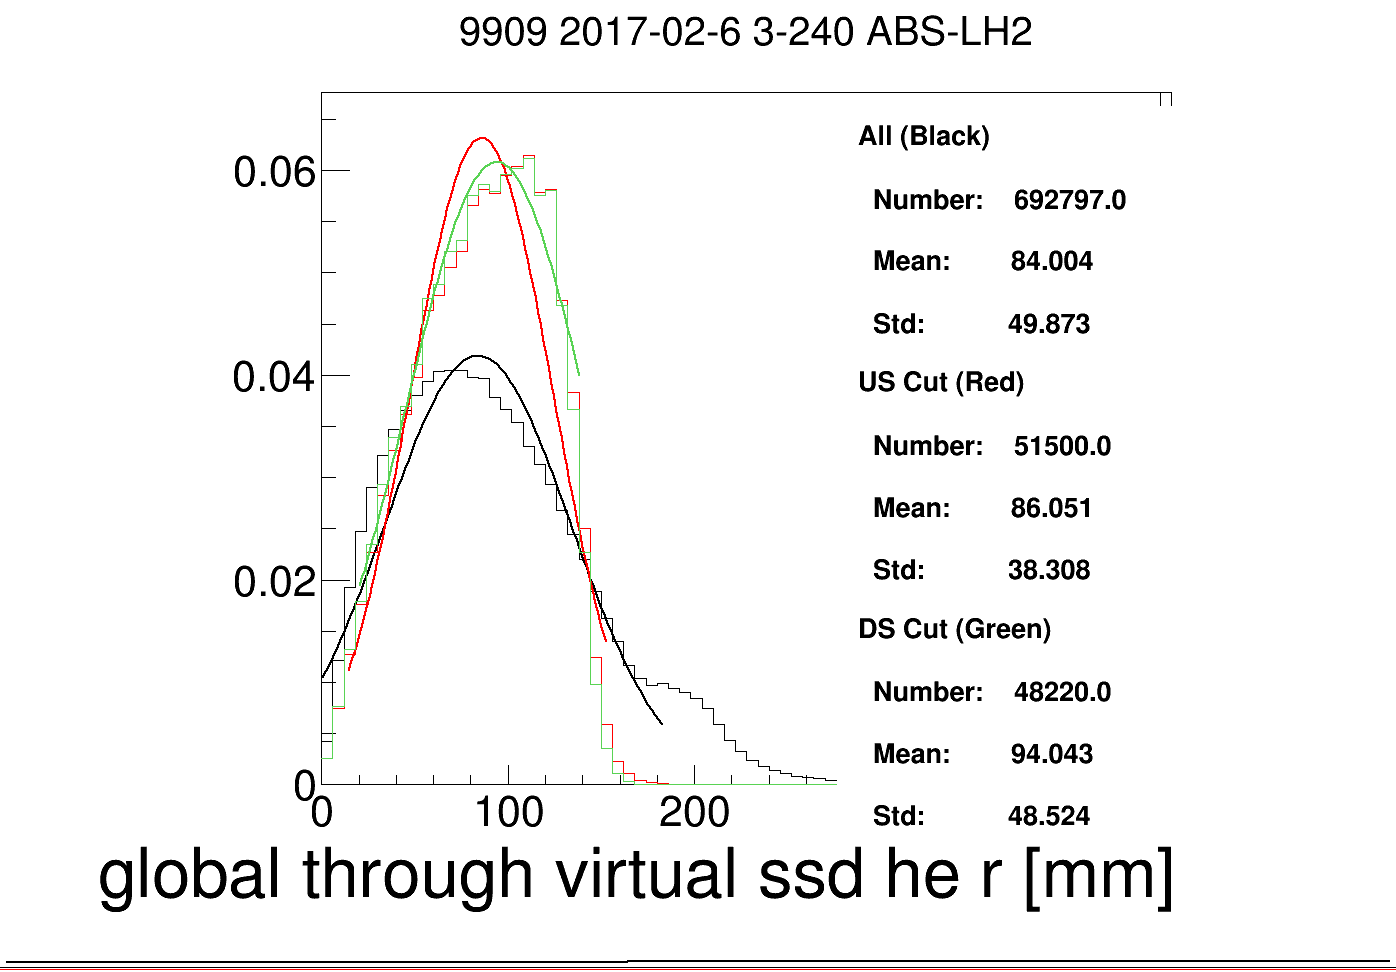 9909 2017-02-6 3-240 ABS-LH2
All (Black)
Number: 692797.0
Mean: 84.004
Std: 49.873
US Cut (Red)
Number: 51500.0
Mean: 86.051
Std: 38.308
DS Cut (Green)
Number: 48220.0
Mean: 94.043
Std: 48.524
0.06
0.04
0.02
0
0 100 200
global through virtual ssd he r [mm]